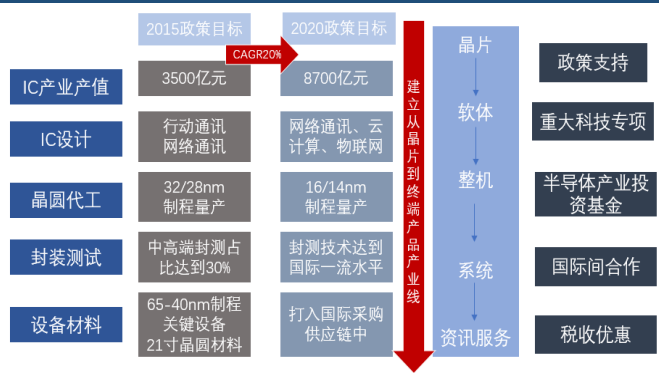 2015政策目标
2020政策目标
CAGR20%
IC产业产值
3500亿元
8700亿元
IC设计
行动通讯
网络通讯
网络通讯、云
计算、物联网
晶圆代工
32/28nm
制程量产
16/14nm
制程量产
封装测试
中高端封测占
比达到30%
封测技术达到
国际一流水平
设备材料
65-40nm制程
关键设备
21寸晶圆材料
打入国际采购
供应链中
建立从晶片到终端产品产业线
晶片
软体
整机
系统
资讯服务
政策支持
重大科技专项
半导体产业投
资基金
国际间合作
税收优惠